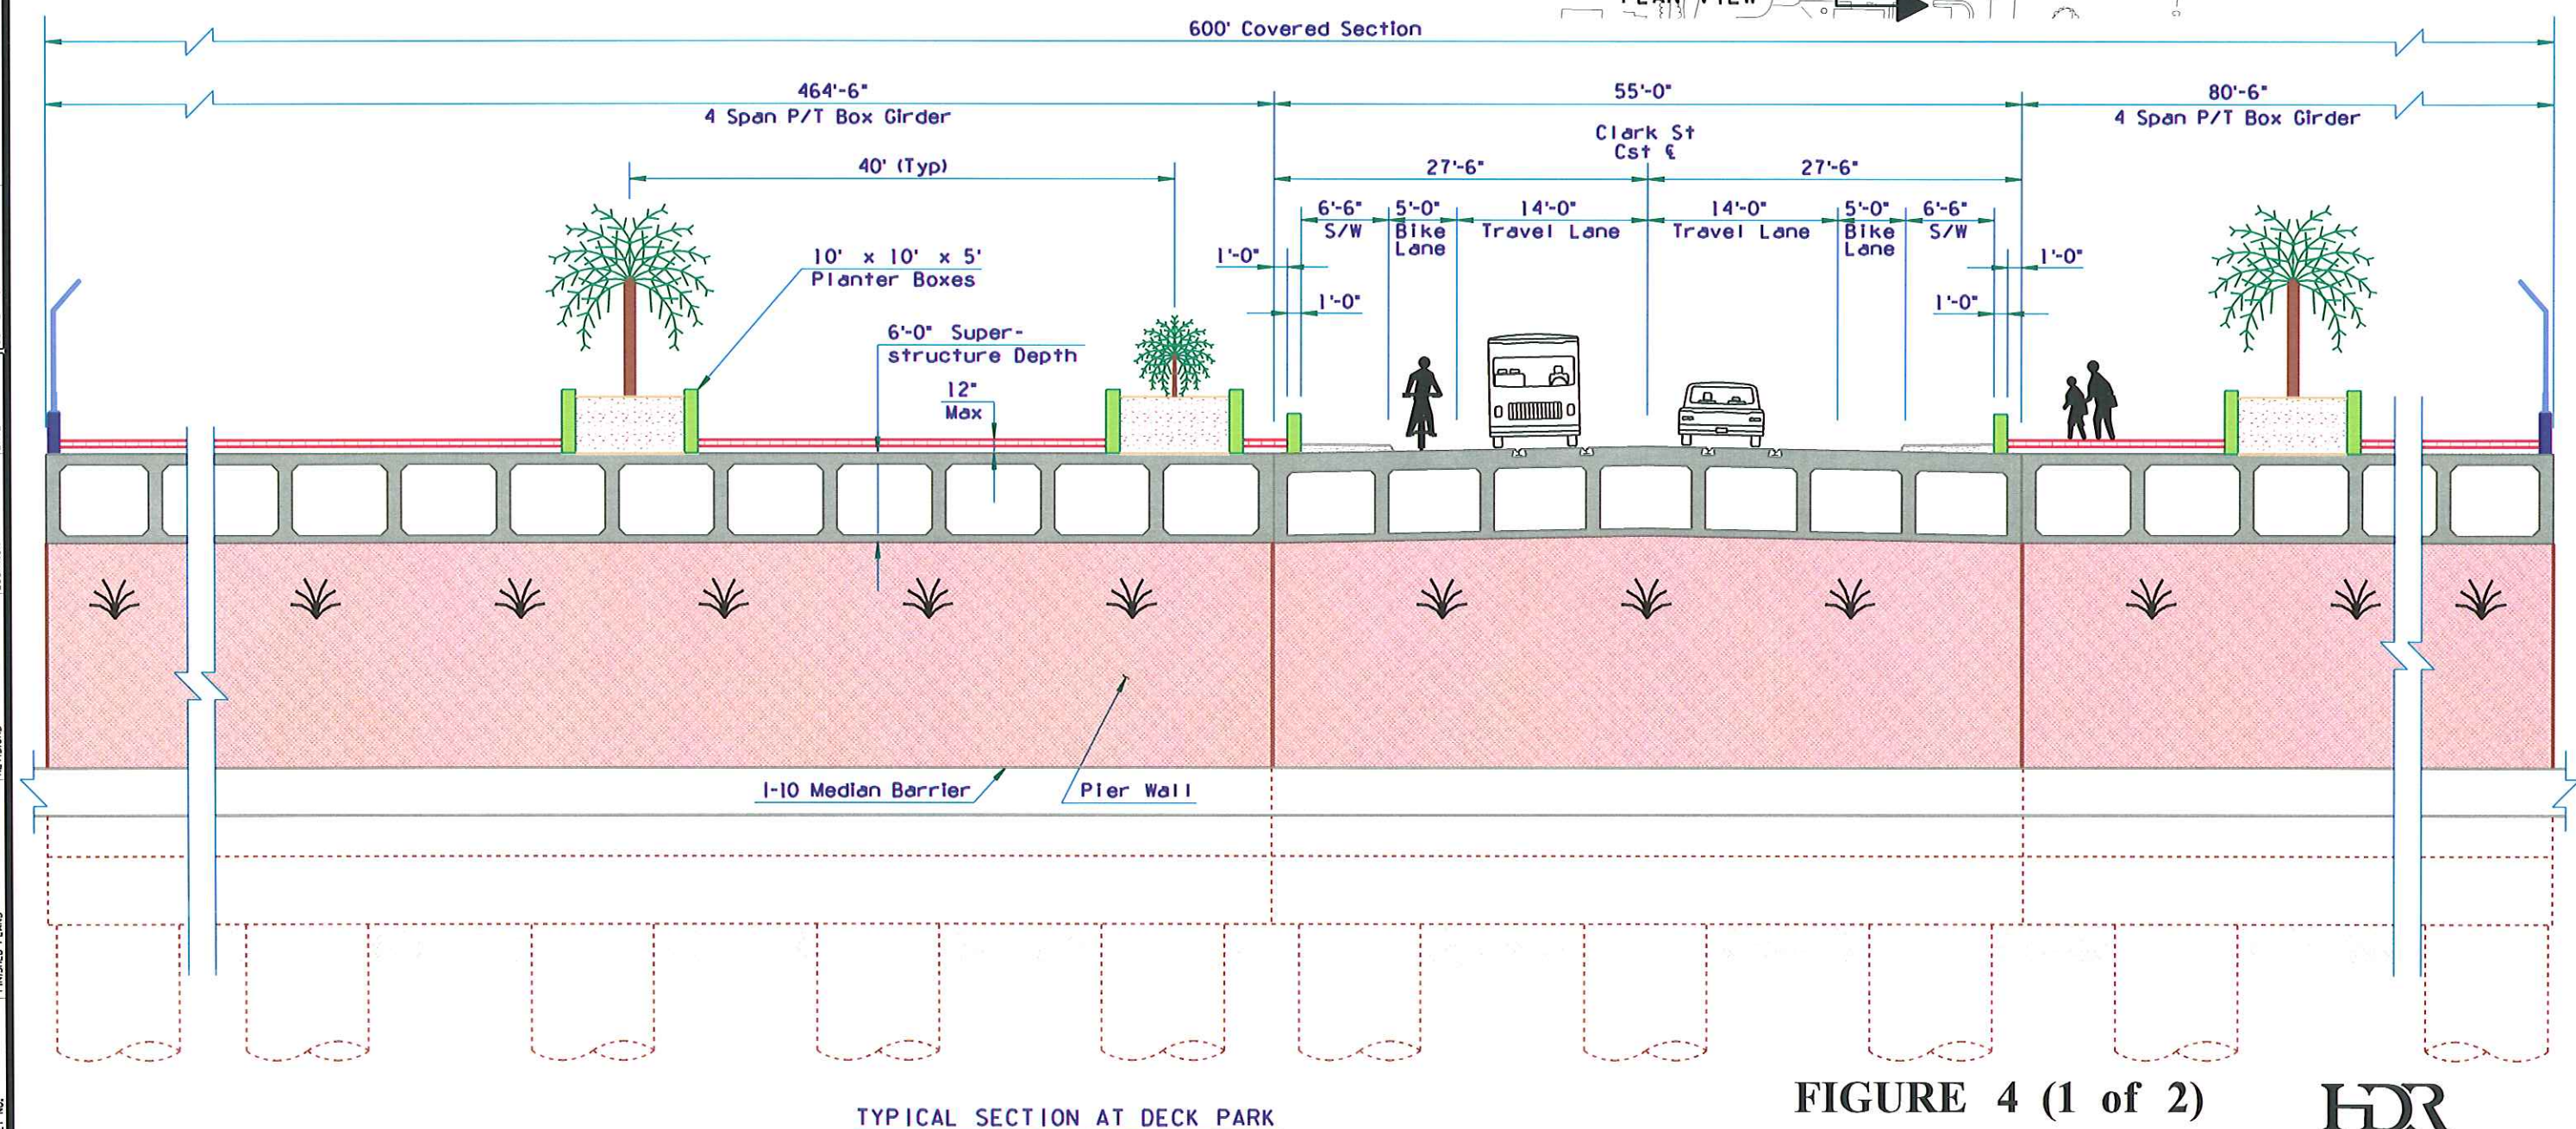 PLAN VIEW
600' Covered Section
464'-6"
4 Span P/T Box Girder
55'-0"
80'-6"
4 Span P/T Box Girder
Clark St
Cst ℄
40' (Typ)
27'-6"
27'-6"
6'-6"
S/W
5'-0"
Bike
Lane
14'-0"
Travel Lane
14'-0"
Travel Lane
5'-0"
Bike
Lane
6'-6"
S/W
1'-0"
1'-0"
1'-0"
1'-0"
10' x 10' x 5'
Planter Boxes
6'-0" Super-
structure Depth
12"
Max
I-10 Median Barrier
Pier Wall
TYPICAL SECTION AT DECK PARK
FIGURE 4 (1 of 2)
HDR